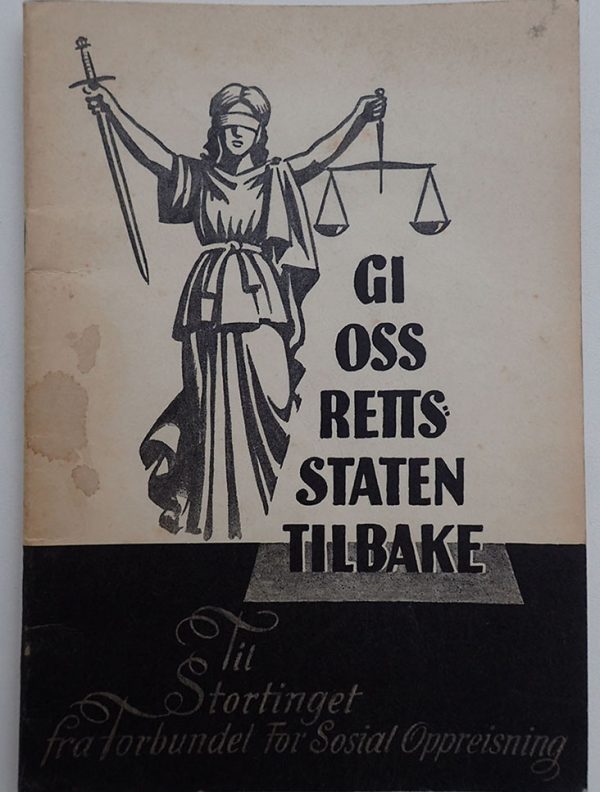 GI
OSS
RETTS-
STATEN
TILBAKE
Til
Stortinget
fra Forbundet For Sosial Oppreisning